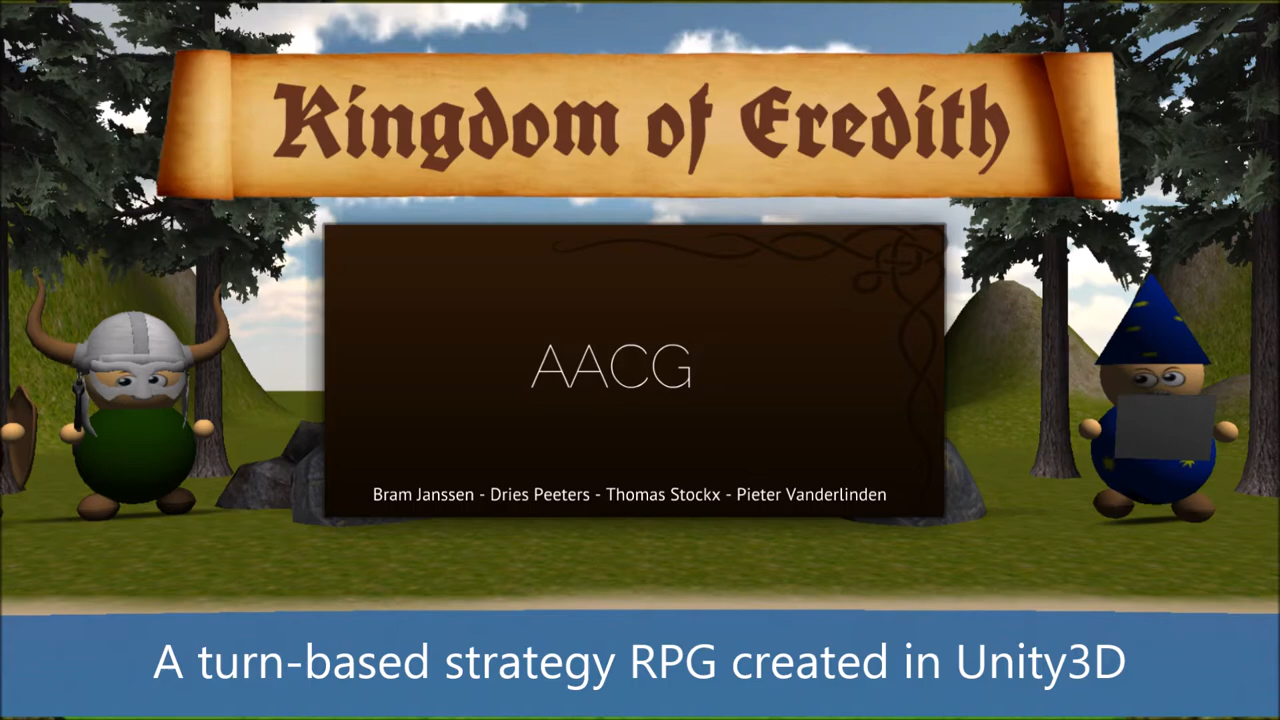 Kingdom of Eredith
AACG
Bram Janssen - Dries Peeters - Thomas Stockx - Pieter Vanderlinden
A turn-based strategy RPG created in Unity3D